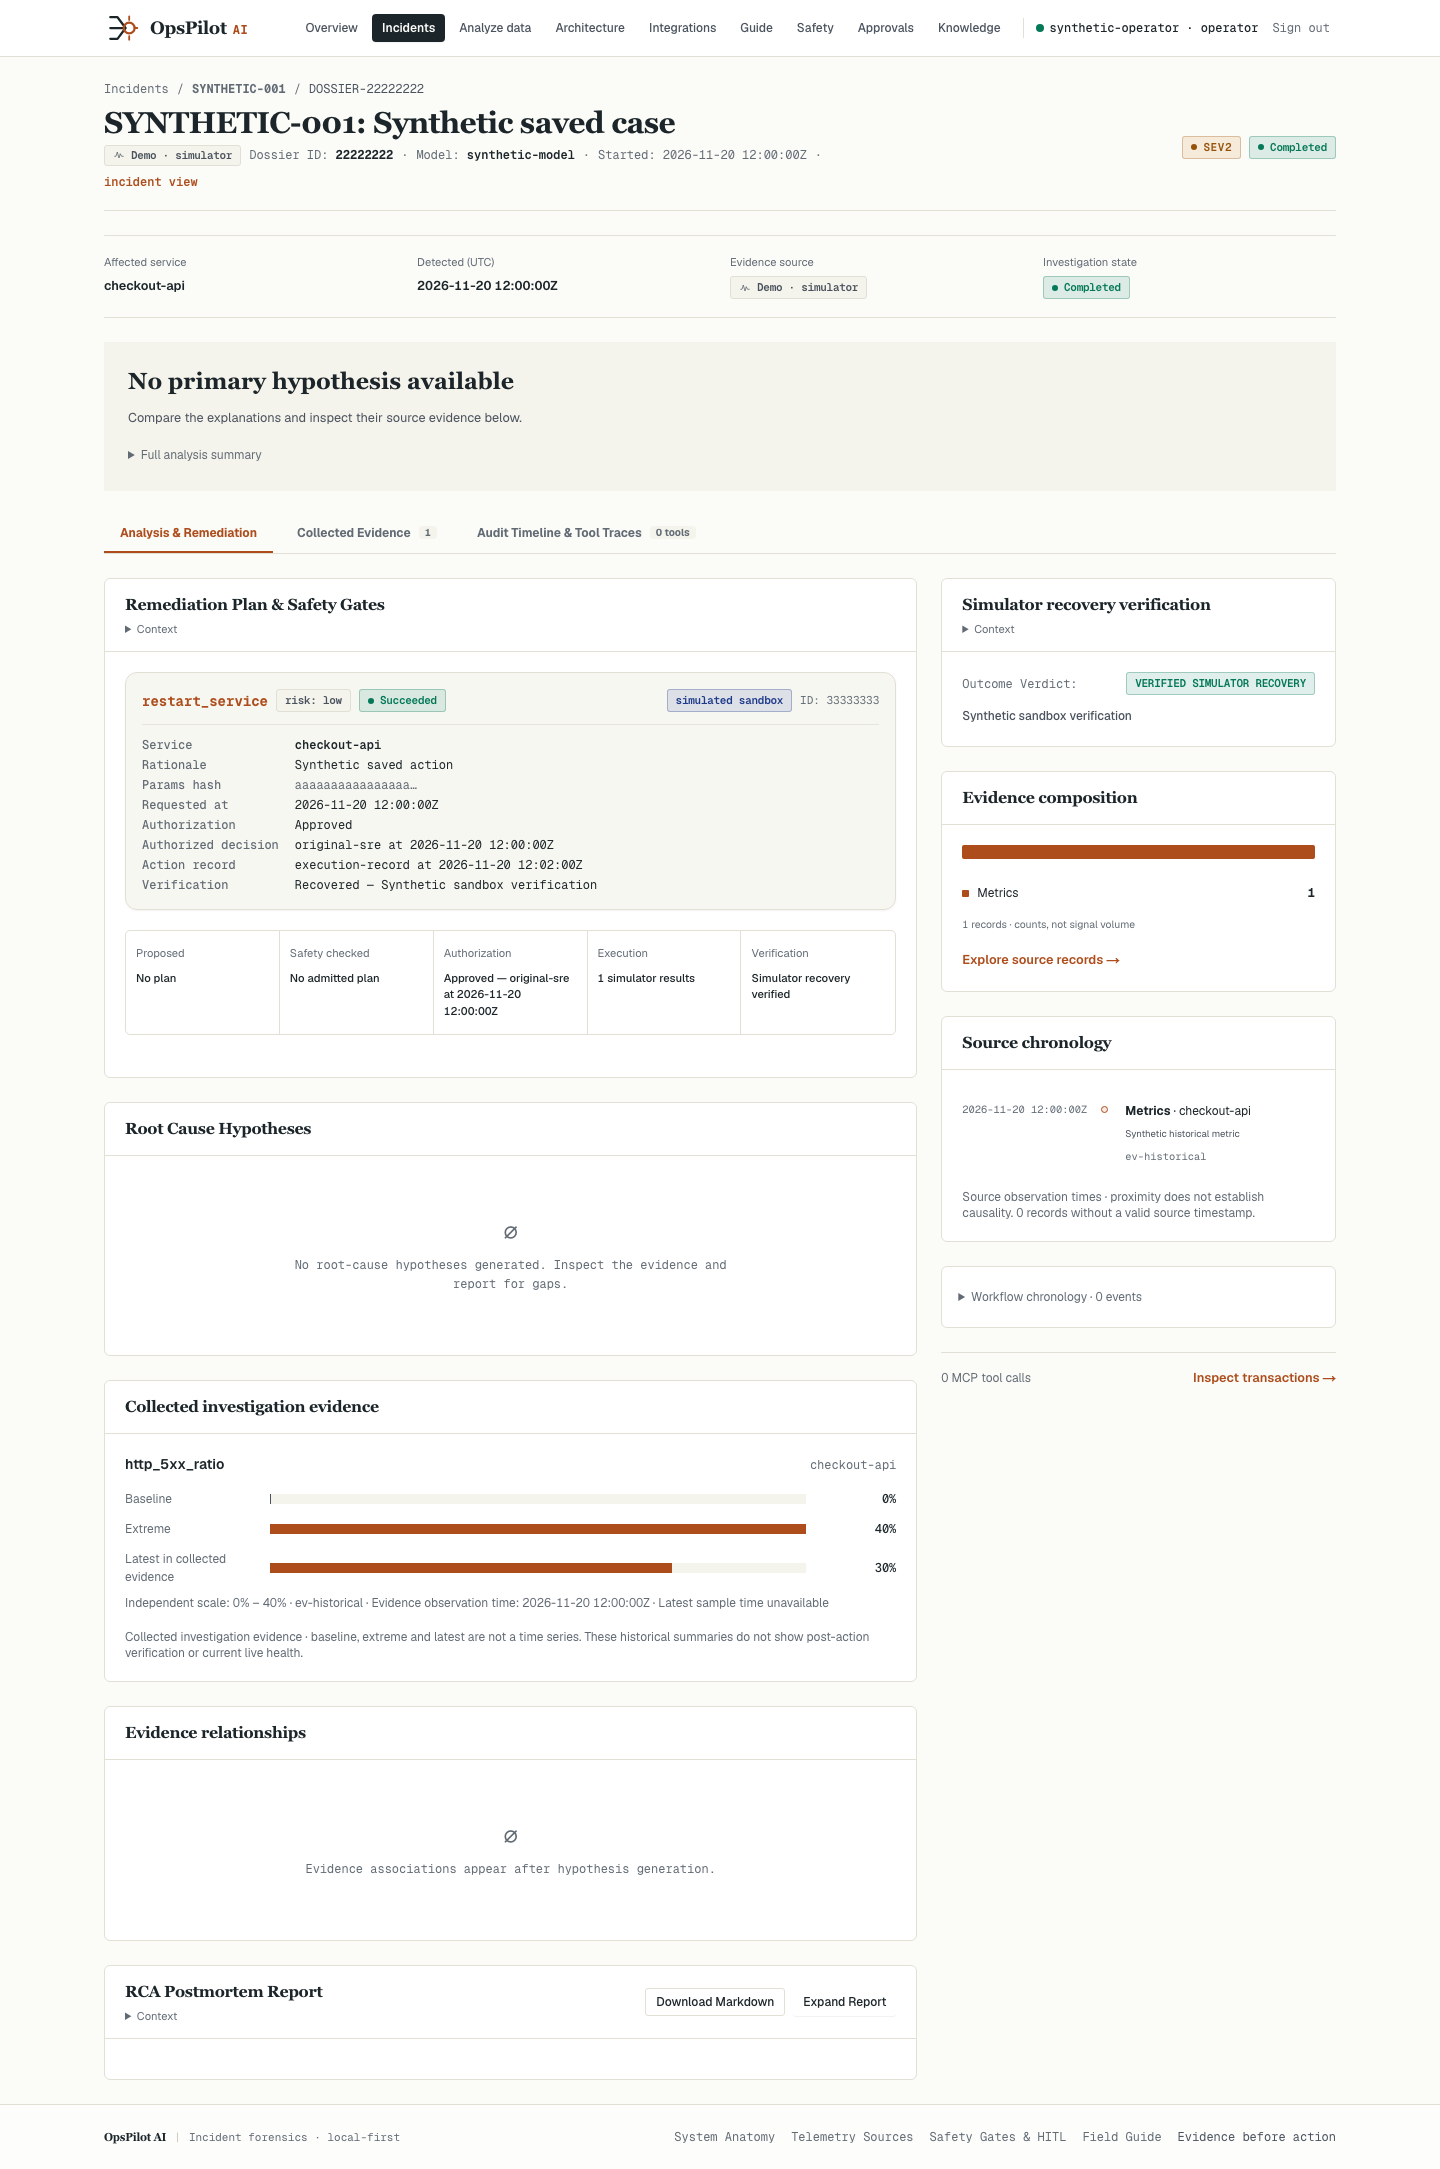 OpsPilot AI
Overview
Incidents
Analyze data
Architecture
Integrations
Guide
Safety
Approvals
Knowledge
synthetic-operator · operator
Sign out
Incidents / SYNTHETIC-001 / DOSSIER-22222222
SYNTHETIC-001: Synthetic saved case
Demo · simulator Dossier ID: 22222222 · Model: synthetic-model · Started: 2026-11-20 12:00:00Z ·
incident view
SEV2
Completed
Affected service
checkout-api
Detected (UTC)
2026-11-20 12:00:00Z
Evidence source
Demo · simulator
Investigation state
Completed
No primary hypothesis available
Compare the explanations and inspect their source evidence below.
Full analysis summary
Analysis & Remediation
Collected Evidence 1
Audit Timeline & Tool Traces 0 tools
Remediation Plan & Safety Gates
Context
restart_service risk: low Succeeded simulated sandbox ID: 33333333
Service checkout-api
Rationale Synthetic saved action
Params hash aaaaaaaaaaaaaaaa…
Requested at 2026-11-20 12:00:00Z
Authorization Approved
Authorized decision original-sre at 2026-11-20 12:00:00Z
Action record execution-record at 2026-11-20 12:02:00Z
Verification Recovered — Synthetic sandbox verification
Proposed
No plan
Safety checked
No admitted plan
Authorization
Approved — original-sre
at 2026-11-20
12:00:00Z
Execution
1 simulator results
Verification
Simulator recovery
verified
Root Cause Hypotheses
∅
No root-cause hypotheses generated. Inspect the evidence and
report for gaps.
Collected investigation evidence
http_5xx_ratio checkout-api
Baseline 0%
Extreme 40%
Latest in collected
evidence
30%
Independent scale: 0% – 40% · ev-historical · Evidence observation time: 2026-11-20 12:00:00Z · Latest sample time unavailable
Collected investigation evidence · baseline, extreme and latest are not a time series. These historical summaries do not show post-action
verification or current live health.
Evidence relationships
∅
Evidence associations appear after hypothesis generation.
RCA Postmortem Report
Context
Download Markdown
Expand Report
Simulator recovery verification
Context
Outcome Verdict: VERIFIED SIMULATOR RECOVERY
Synthetic sandbox verification
Evidence composition
Metrics 1
1 records · counts, not signal volume
Explore source records →
Source chronology
2026-11-20 12:00:00Z Metrics · checkout-api
Synthetic historical metric
ev-historical
Source observation times · proximity does not establish
causality. 0 records without a valid source timestamp.
Workflow chronology · 0 events
0 MCP tool calls Inspect transactions →
OpsPilot AI | Incident forensics · local-first
System Anatomy
Telemetry Sources
Safety Gates & HITL
Field Guide
Evidence before action